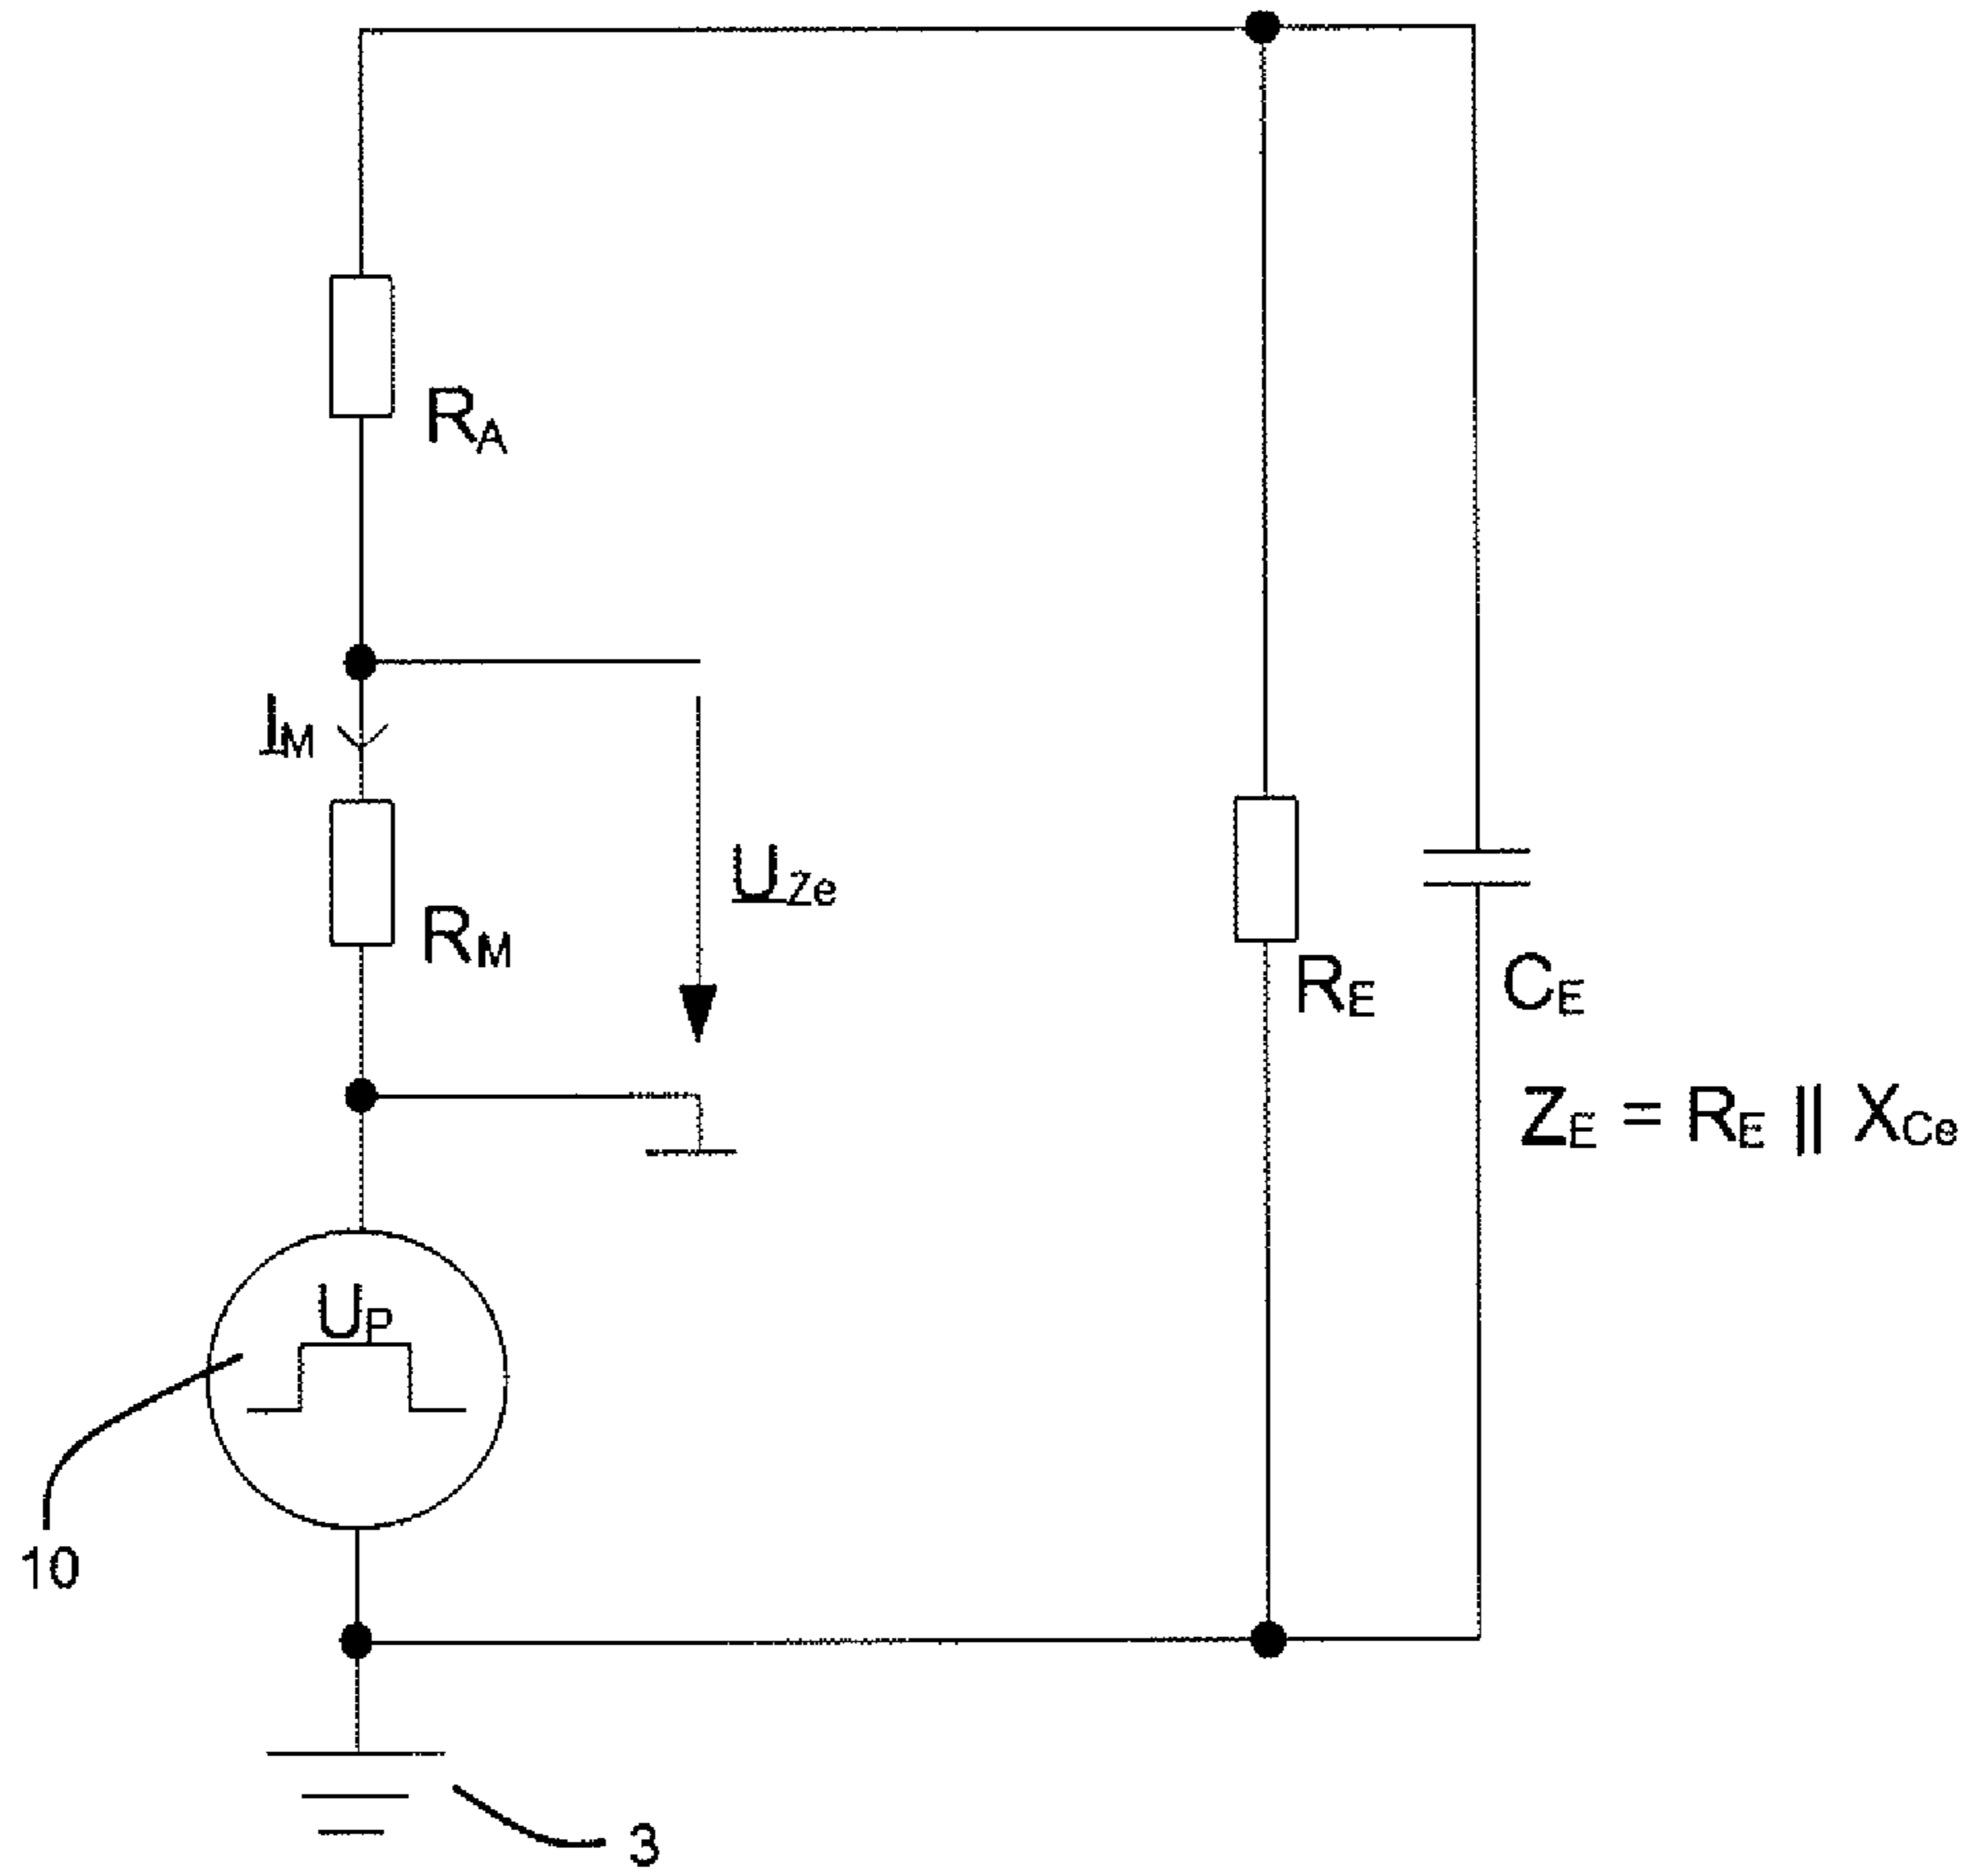 RA
IM
RM
UZe
RE
CE
ZE = RE || XCe
UP
10
3